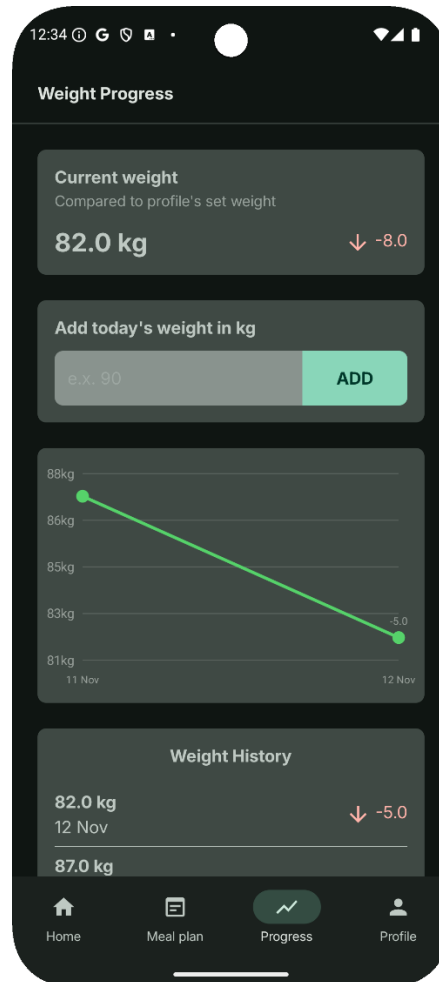 12:34
Weight Progress
Current weight
Compared to profile's set weight
82.0 kg
-8.0
Add today's weight in kg
e.x. 90
ADD
88kg
86kg
85kg
83kg
-5.0
81kg
11 Nov
12 Nov
Weight History
82.0 kg
-5.0
12 Nov
87.0 kg
Home
Meal plan
Progress
Profile